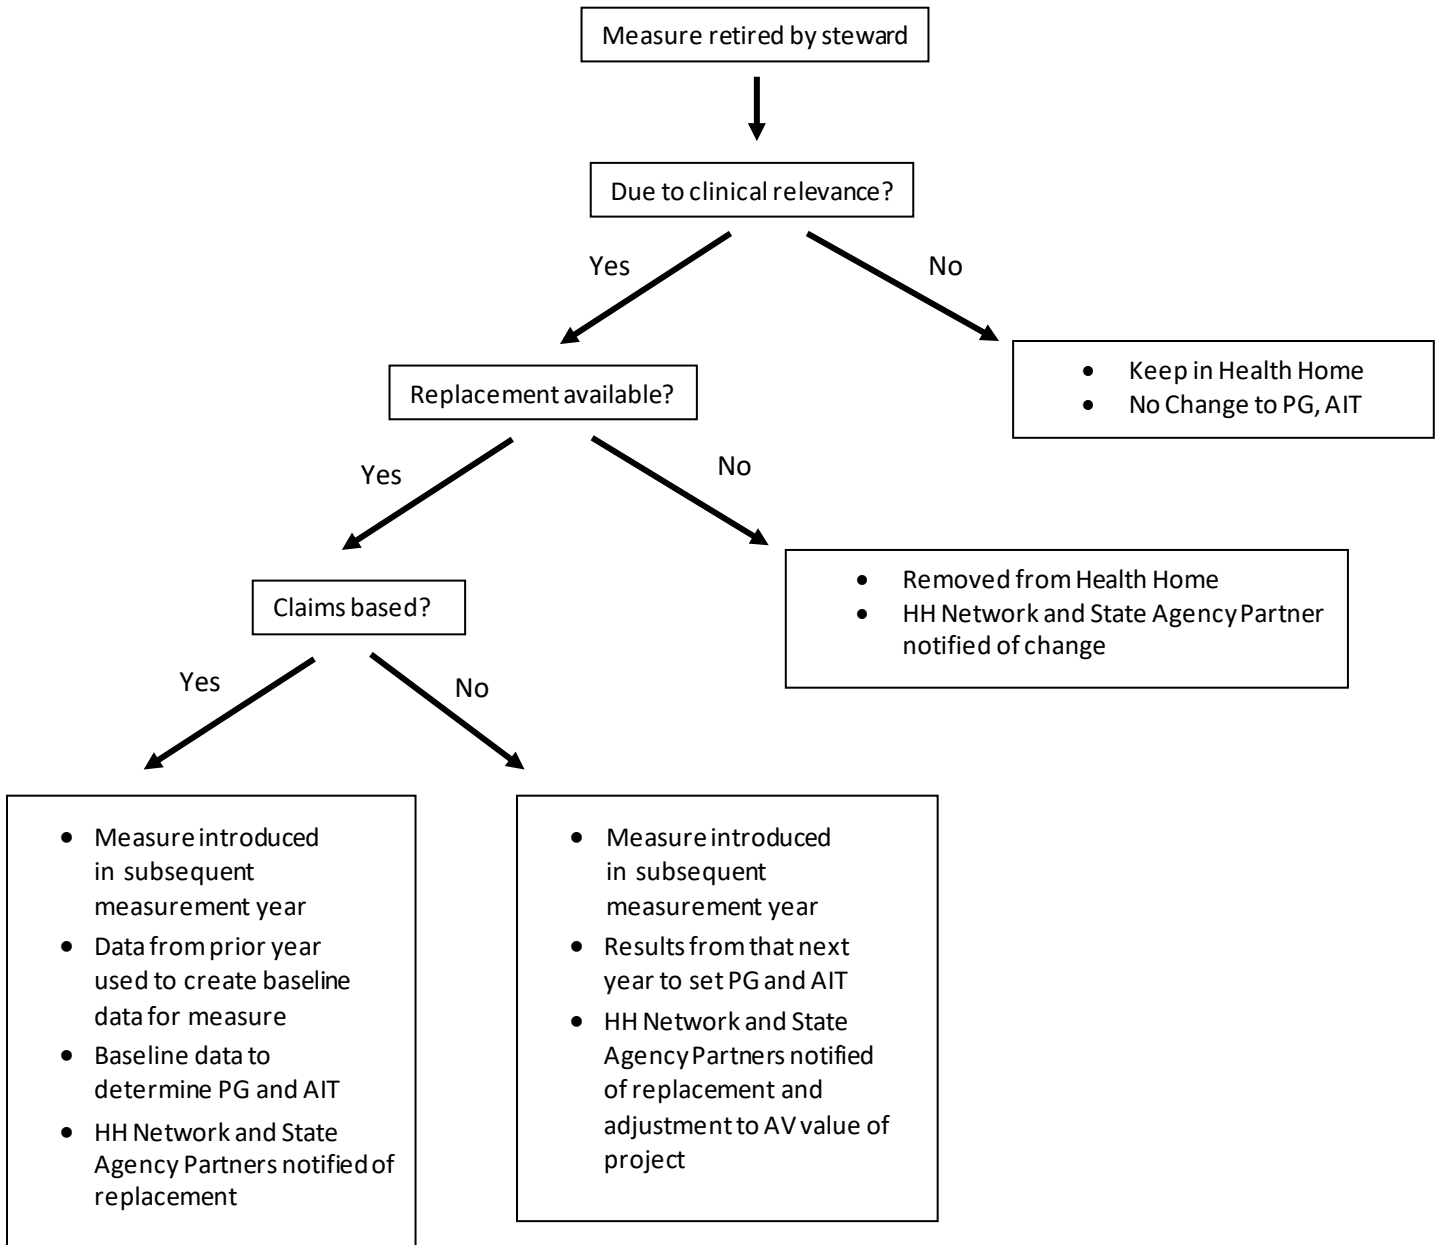 Measure retired by steward
Due to clinical relevance?
Yes
No
Replacement available?
• Keep in Health Home
• No Change to PG, AIT
Yes
No
Claims based?
• Removed from Health Home
• HH Network and State Agency Partner
notified of change
Yes
No
• Measure introduced
in subsequent
measurement year
• Data from prior year
used to create baseline
data for measure
• Baseline data to
determine PG and AIT
• HH Network and State
Agency Partners notified of
replacement
• Measure introduced
in subsequent
measurement year
• Results from that next
year to set PG and AIT
• HH Network and State
Agency Partners notified
of replacement and
adjustment to AV value of
project